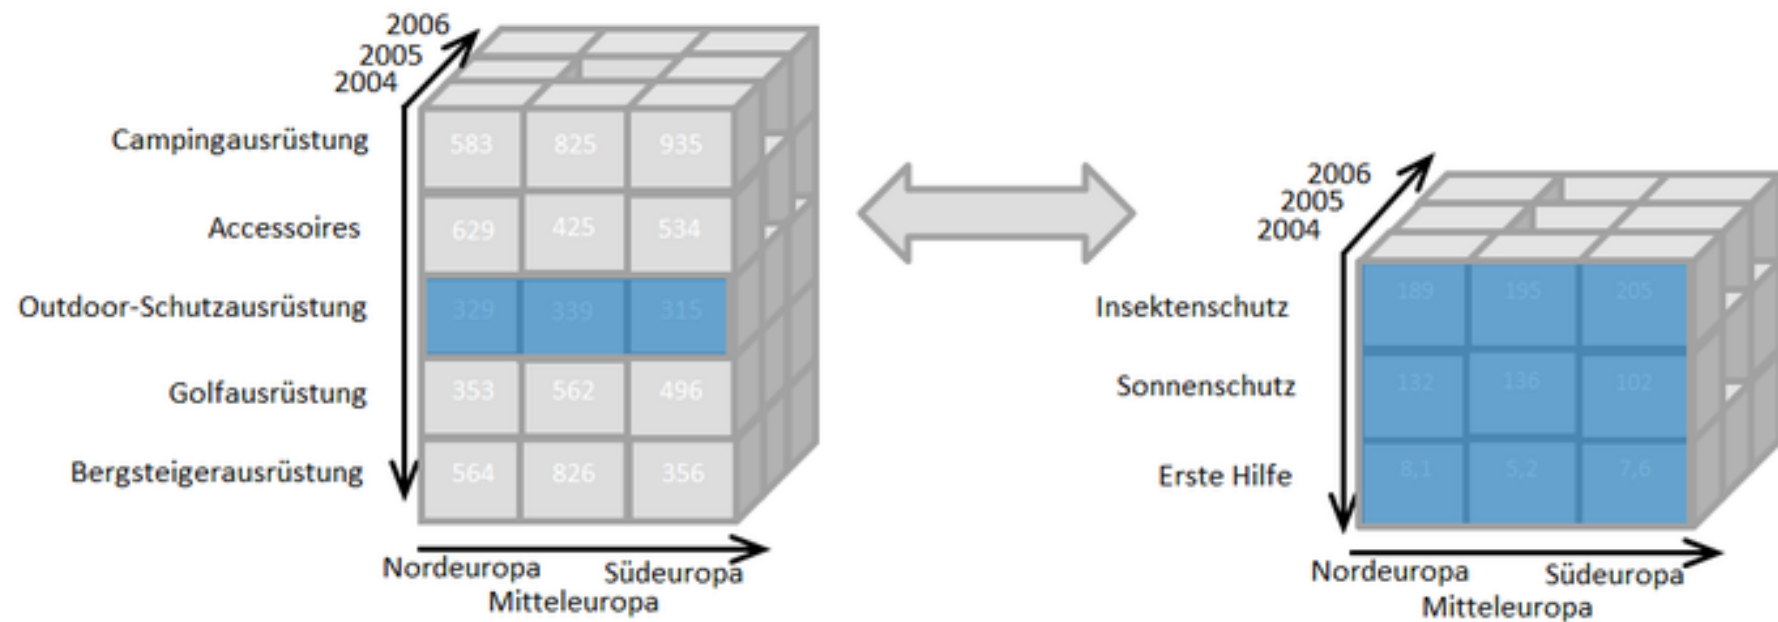 2006
2005
2004
Campingausrüstung 583 825 935
Accessoires 629 425 534
Outdoor-Schutzausrüstung 329 339 315
Golfausrüstung 353 562 496
Bergsteigerausrüstung 564 826 356
Nordeuropa Südeuropa
Mitteleuropa
2006
2005
2004
Insektenschutz 189 195 205
Sonnenschutz 132 136 102
Erste Hilfe 8,1 5,2 7,6
Nordeuropa Südeuropa
Mitteleuropa